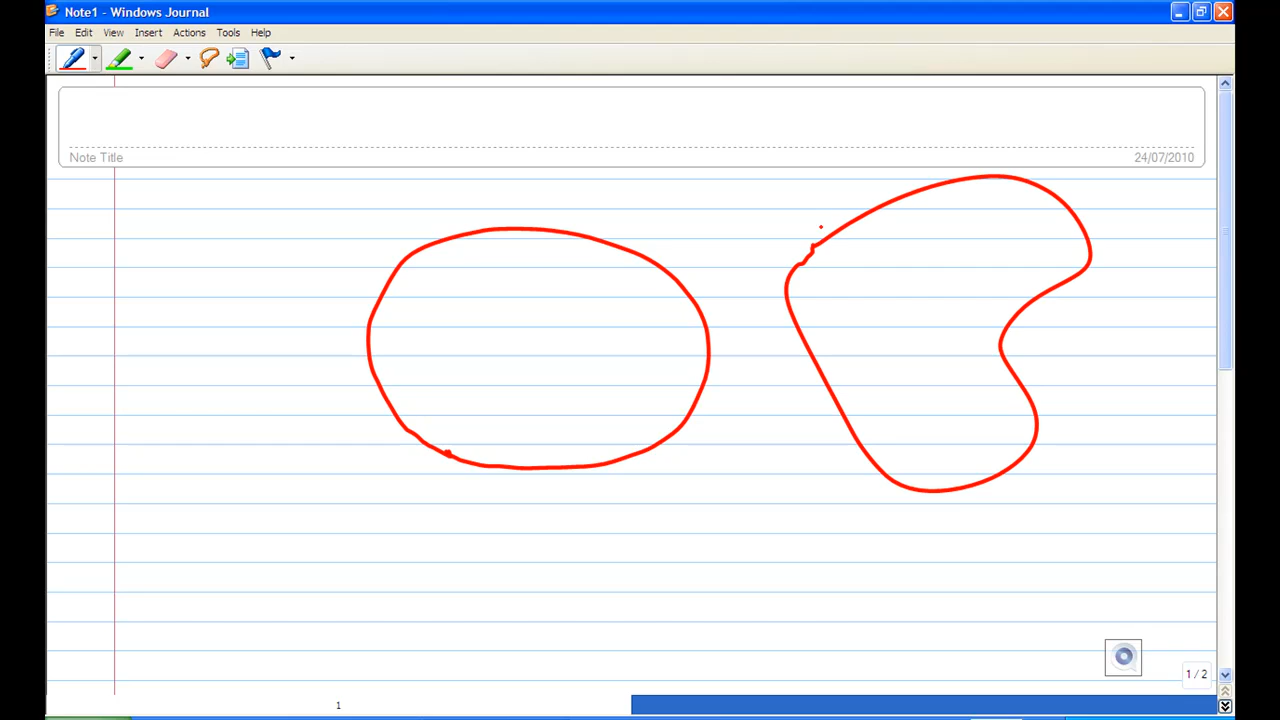 Note1 - Windows Journal
File Edit View Insert Actions Tools Help
Note Title 24/07/2010
1 / 2
1